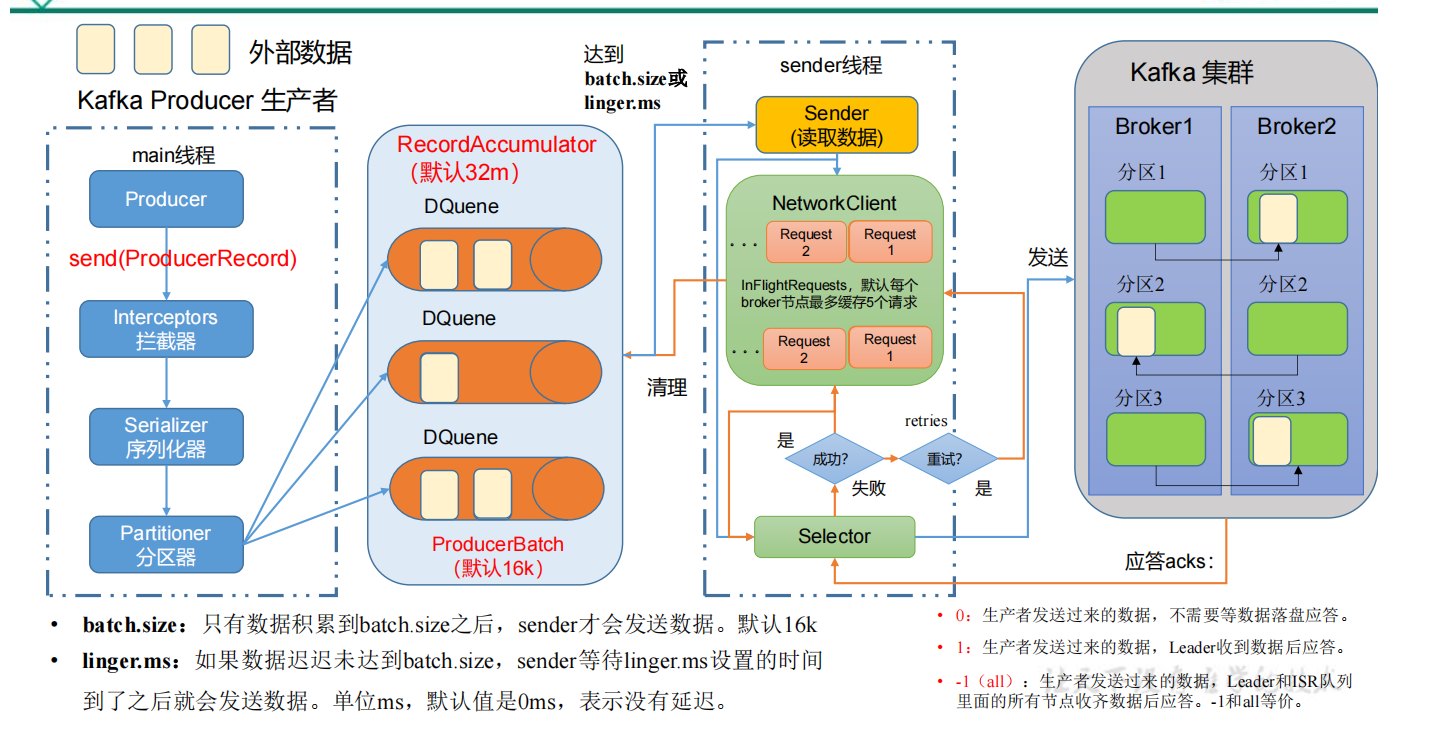 外部数据
Kafka Producer 生产者
main线程
Producer
send(ProducerRecord)
Interceptors
拦截器
Serializer
序列化器
Partitioner
分区器
RecordAccumulator
（默认32m）
DQuene
DQuene
DQuene
ProducerBatch
（默认16k）
达到
batch.size或
linger.ms
sender线程
Sender
(读取数据)
NetworkClient
...
Request
2
Request
1
InFlightRequests，默认每个
broker节点最多缓存5个请求
...
Request
2
Request
1
清理
是
成功?
失败
retries
重试?
是
Selector
发送
Kafka 集群
Broker1
Broker2
分区1
分区1
分区2
分区2
分区3
分区3
应答acks：
• batch.size：只有数据积累到batch.size之后，sender才会发送数据。默认16k
• linger.ms：如果数据迟迟未达到batch.size，sender等待linger.ms设置的时间
到了之后就会发送数据。单位ms，默认值是0ms，表示没有延迟。
• 0：生产者发送过来的数据，不需要等数据落盘应答。
• 1：生产者发送过来的数据，Leader收到数据后应答。
• -1（all）：生产者发送过来的数据，Leader和ISR队列
里面的所有节点收齐数据后应答。-1和all等价。